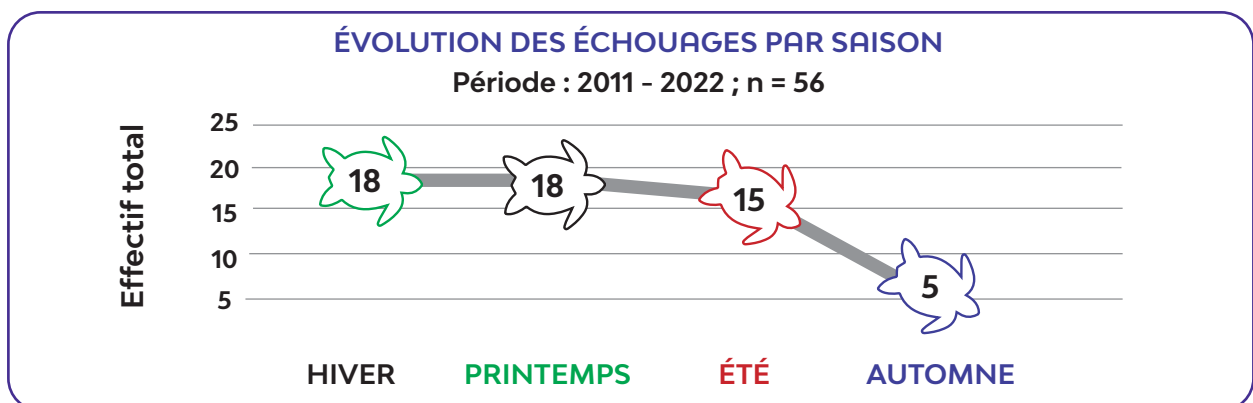 ÉVOLUTION DES ÉCHOUAGES PAR SAISON
Période : 2011 - 2022 ; n = 56
Effectif total
25
20
15
10
5
18
18
15
5
HIVER PRINTEMPS ÉTÉ AUTOMNE